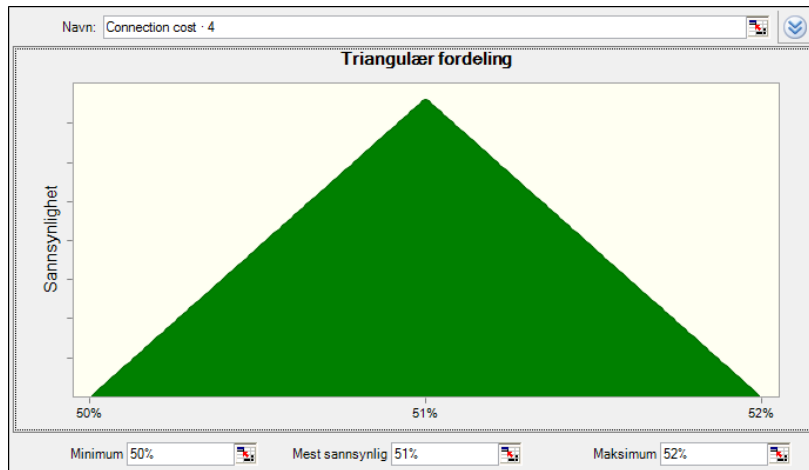 Navn: Connection cost · 4
Triangulær fordeling
Sannsynlighet
50% 51% 52%
Minimum 50% Mest sannsynlig 51% Maksimum 52%